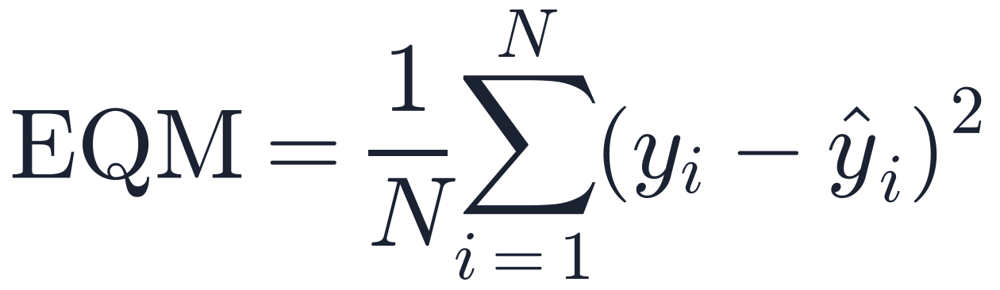 EQM = \frac{1}{N} \sum_{i=1}^{N} (y_i - \hat{y}_i)^2